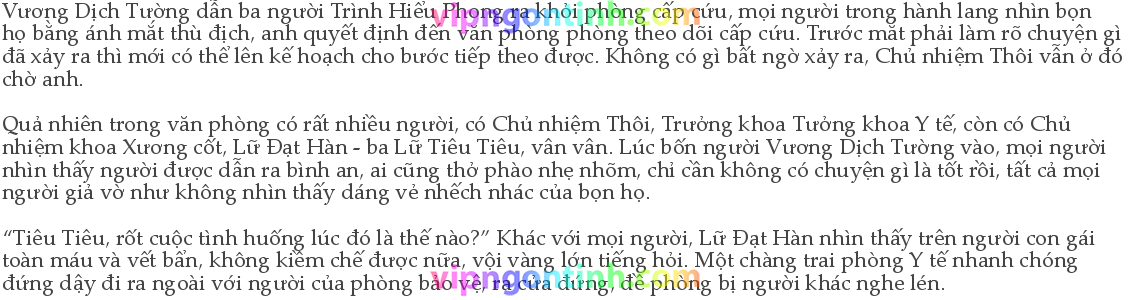 Vương Dịch Tường dẫn ba người Trình Hiểu Phong ra khỏi phòng cấp cứu, mọi người trong hành lang nhìn bọn
họ bằng ánh mắt thù địch, anh quyết định đến văn phòng phòng theo dõi cấp cứu. Trước mắt phải làm rõ chuyện gì
đã xảy ra thì mới có thể lên kế hoạch cho bước tiếp theo được. Không có gì bất ngờ xảy ra, Chủ nhiệm Thôi vẫn ở đó
chờ anh.
Quả nhiên trong văn phòng có rất nhiều người, có Chủ nhiệm Thôi, Trưởng khoa Tưởng khoa Y tế, còn có Chủ
nhiệm khoa Xương cốt, Lữ Đạt Hàn - ba Lữ Tiêu Tiêu, vân vân. Lúc bốn người Vương Dịch Tường vào, mọi người
nhìn thấy người được dẫn ra bình an, ai cũng thở phào nhẹ nhõm, chỉ cần không có chuyện gì là tốt rồi, tất cả mọi
người giả vờ như không nhìn thấy dáng vẻ nhếch nhác của bọn họ.
“Tiêu Tiêu, rốt cuộc tình huống lúc đó là thế nào?” Khác với mọi người, Lữ Đạt Hàn nhìn thấy trên người con gái
toàn máu và vết bẩn, không kiềm chế được nữa, vội vàng lớn tiếng hỏi. Một chàng trai phòng Y tế nhanh chóng
đứng dậy đi ra ngoài với người của phòng bảo vệ, ra cửa đứng, đề phòng bị người khác nghe lén.
vipngontinh.com
vipngontinh.com